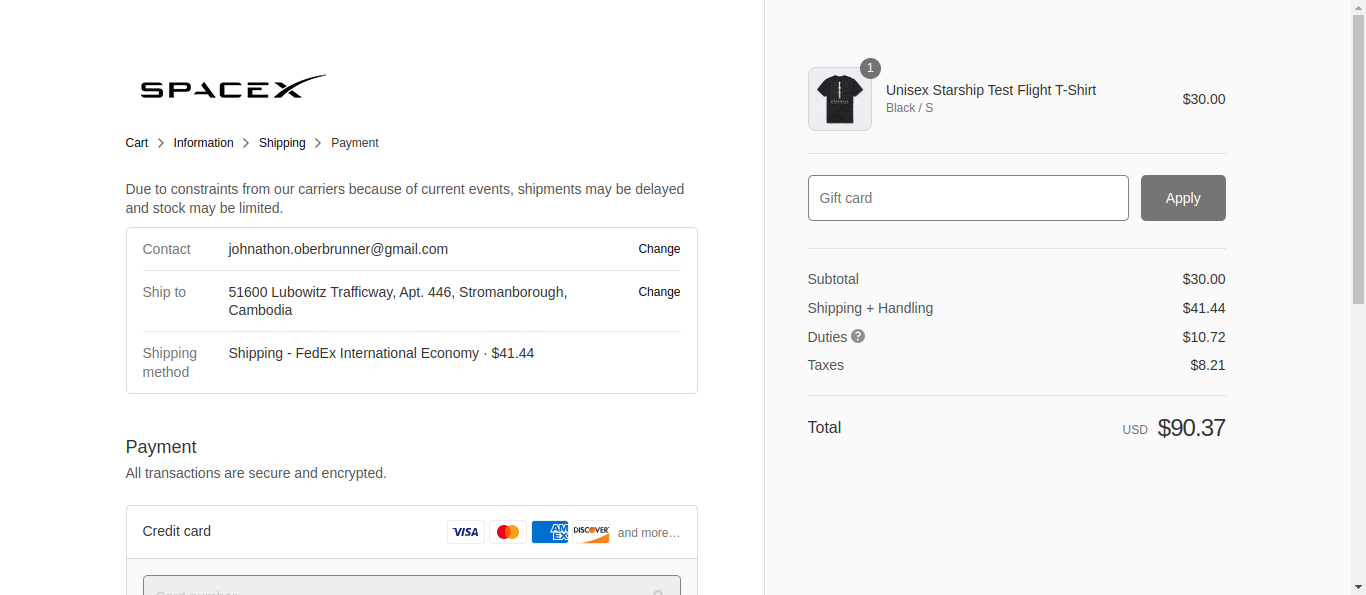 SPACEX
Cart > Information > Shipping > Payment
Due to constraints from our carriers because of current events, shipments may be delayed
and stock may be limited.
Contact johnathon.oberbrunner@gmail.com Change
Ship to 51600 Lubowitz Trafficway, Apt. 446, Stromanborough, Change
Cambodia
Shipping Shipping - FedEx International Economy · $41.44
method
Payment
All transactions are secure and encrypted.
Credit card VISA AMEX DISCOVER and more…
Card number
1
Unisex Starship Test Flight T-Shirt
Black / S
$30.00
Gift card Apply
Subtotal $30.00
Shipping + Handling $41.44
Duties ? $10.72
Taxes $8.21
Total USD $90.37